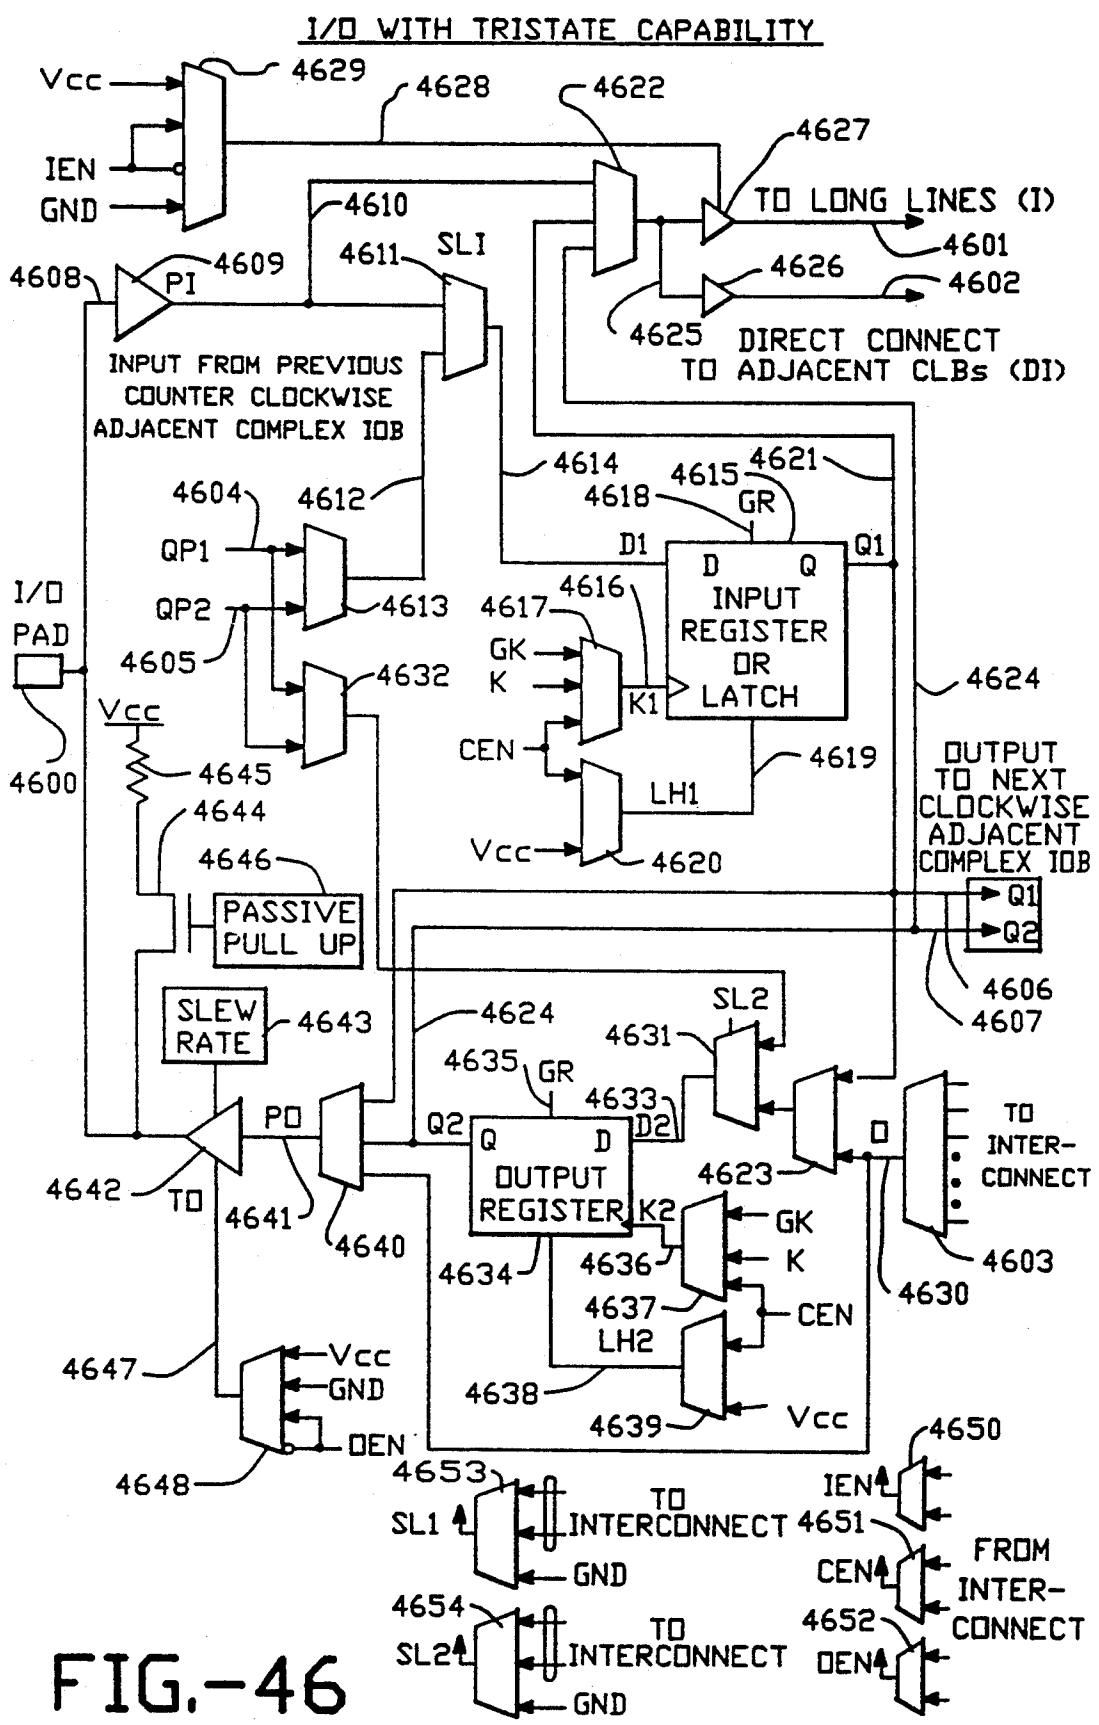 I/O WITH TRISTATE CAPABILITY
4629
4628
4622
4627
Vcc
IEN
GND
TO LONG LINES (I)
4601
4610
4611
SLI
4608
4609
PI
4626
4602
4625
DIRECT CONNECT
TO ADJACENT CLBs (DI)
INPUT FROM PREVIOUS
COUNTER CLOCKWISE
ADJACENT COMPLEX IOB
4604
4612
4614
4615
4621
4618
GR
QP1
QP2
4605
4613
4632
D1
D
Q
Q1
INPUT
REGISTER
OR
LATCH
4616
4617
GK
K
K1
CEN
I/O
PAD
4600
Vcc
4645
4644
4646
PASSIVE
PULL UP
LH1
4619
Vcc
4620
4624
OUTPUT
TO NEXT
CLOCKWISE
ADJACENT
COMPLEX IOB
Q1
Q2
4606
4607
SLEW
RATE
4643
4624
4635
GR
4631
SL2
4633
D2
PO
Q2
Q
D
OUTPUT
REGISTER
4642
TO
4641
4640
4634
K2
4636
4637
GK
K
CEN
4623
O
4630
4603
TO
INTER-
CONNECT
LH2
4638
4639
Vcc
4647
Vcc
GND
OEN
4648
4653
SL1
TO
INTERCONNECT
GND
4654
SL2
TO
INTERCONNECT
GND
4650
IEN
4651
CEN
4652
OEN
FROM
INTER-
CONNECT
FIG.-46